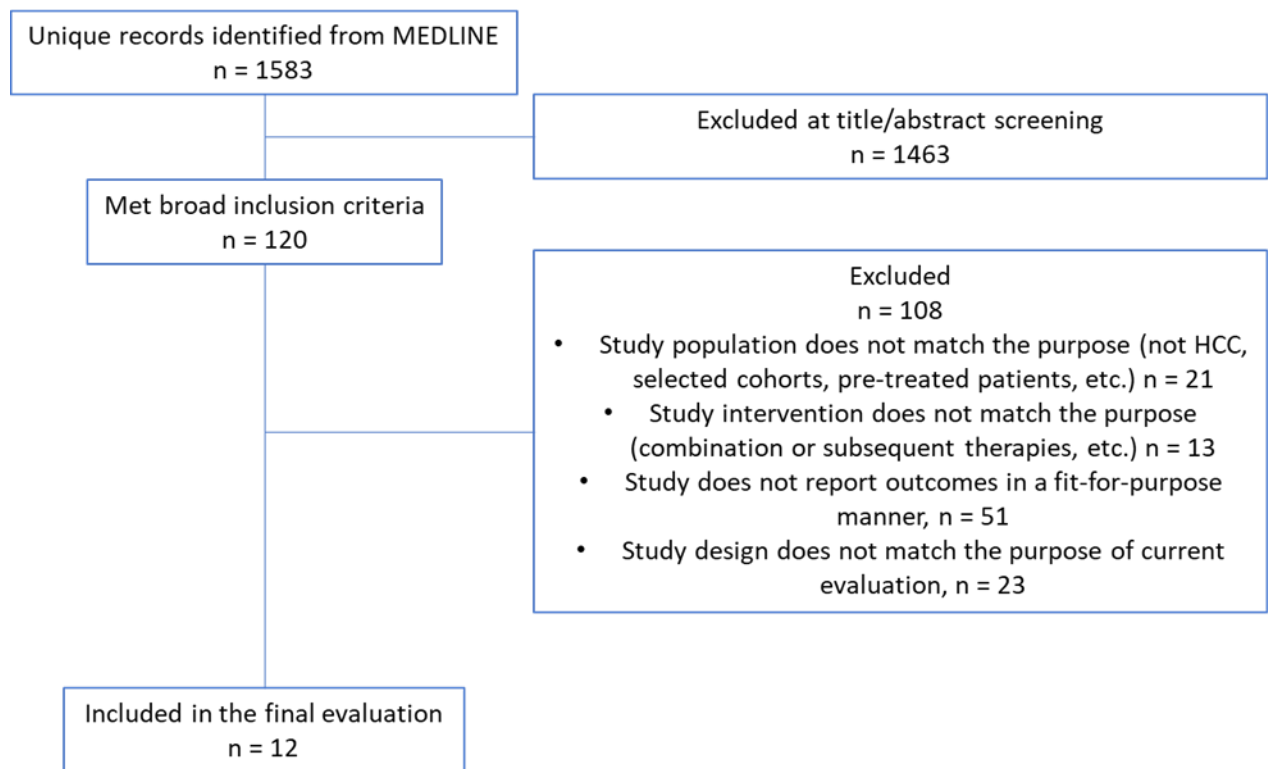 Unique records identified from MEDLINE
n = 1583
Excluded at title/abstract screening
n = 1463
Met broad inclusion criteria
n = 120
Excluded
n = 108
• Study population does not match the purpose (not HCC,
selected cohorts, pre-treated patients, etc.) n = 21
• Study intervention does not match the purpose
(combination or subsequent therapies, etc.) n = 13
• Study does not report outcomes in a fit-for-purpose
manner, n = 51
• Study design does not match the purpose of current
evaluation, n = 23
Included in the final evaluation
n = 12